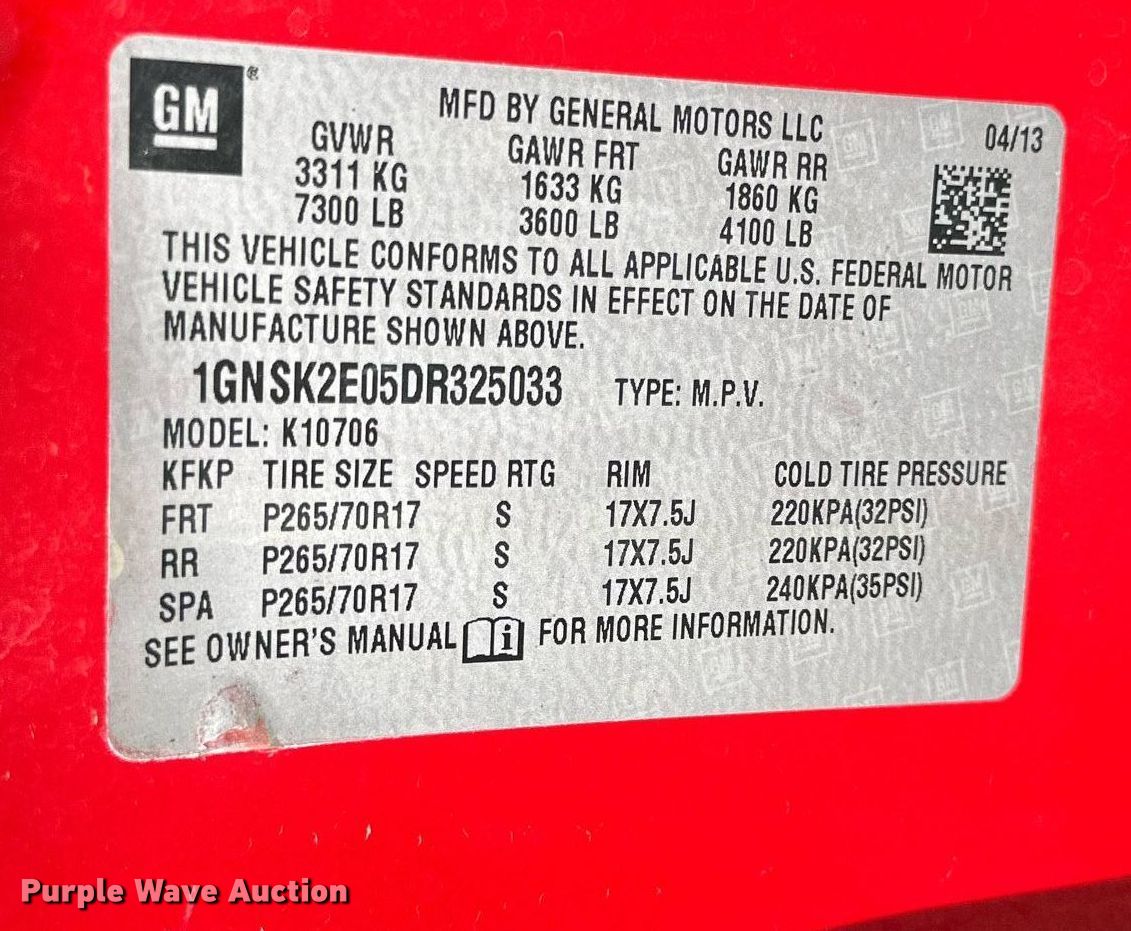 GM ®
MFD BY GENERAL MOTORS LLC
04/13
GVWR GAWR FRT GAWR RR
3311 KG 1633 KG 1860 KG
7300 LB 3600 LB 4100 LB
THIS VEHICLE CONFORMS TO ALL APPLICABLE U.S. FEDERAL MOTOR
VEHICLE SAFETY STANDARDS IN EFFECT ON THE DATE OF
MANUFACTURE SHOWN ABOVE.
1GNSK2E05DR325033 TYPE: M.P.V.
MODEL: K10706
KFKP TIRE SIZE SPEED RTG RIM COLD TIRE PRESSURE
FRT P265/70R17 S 17X7.5J 220KPA(32PSI)
RR P265/70R17 S 17X7.5J 220KPA(32PSI)
SPA P265/70R17 S 17X7.5J 240KPA(35PSI)
SEE OWNER'S MANUAL i FOR MORE INFORMATION.
Purple Wave Auction